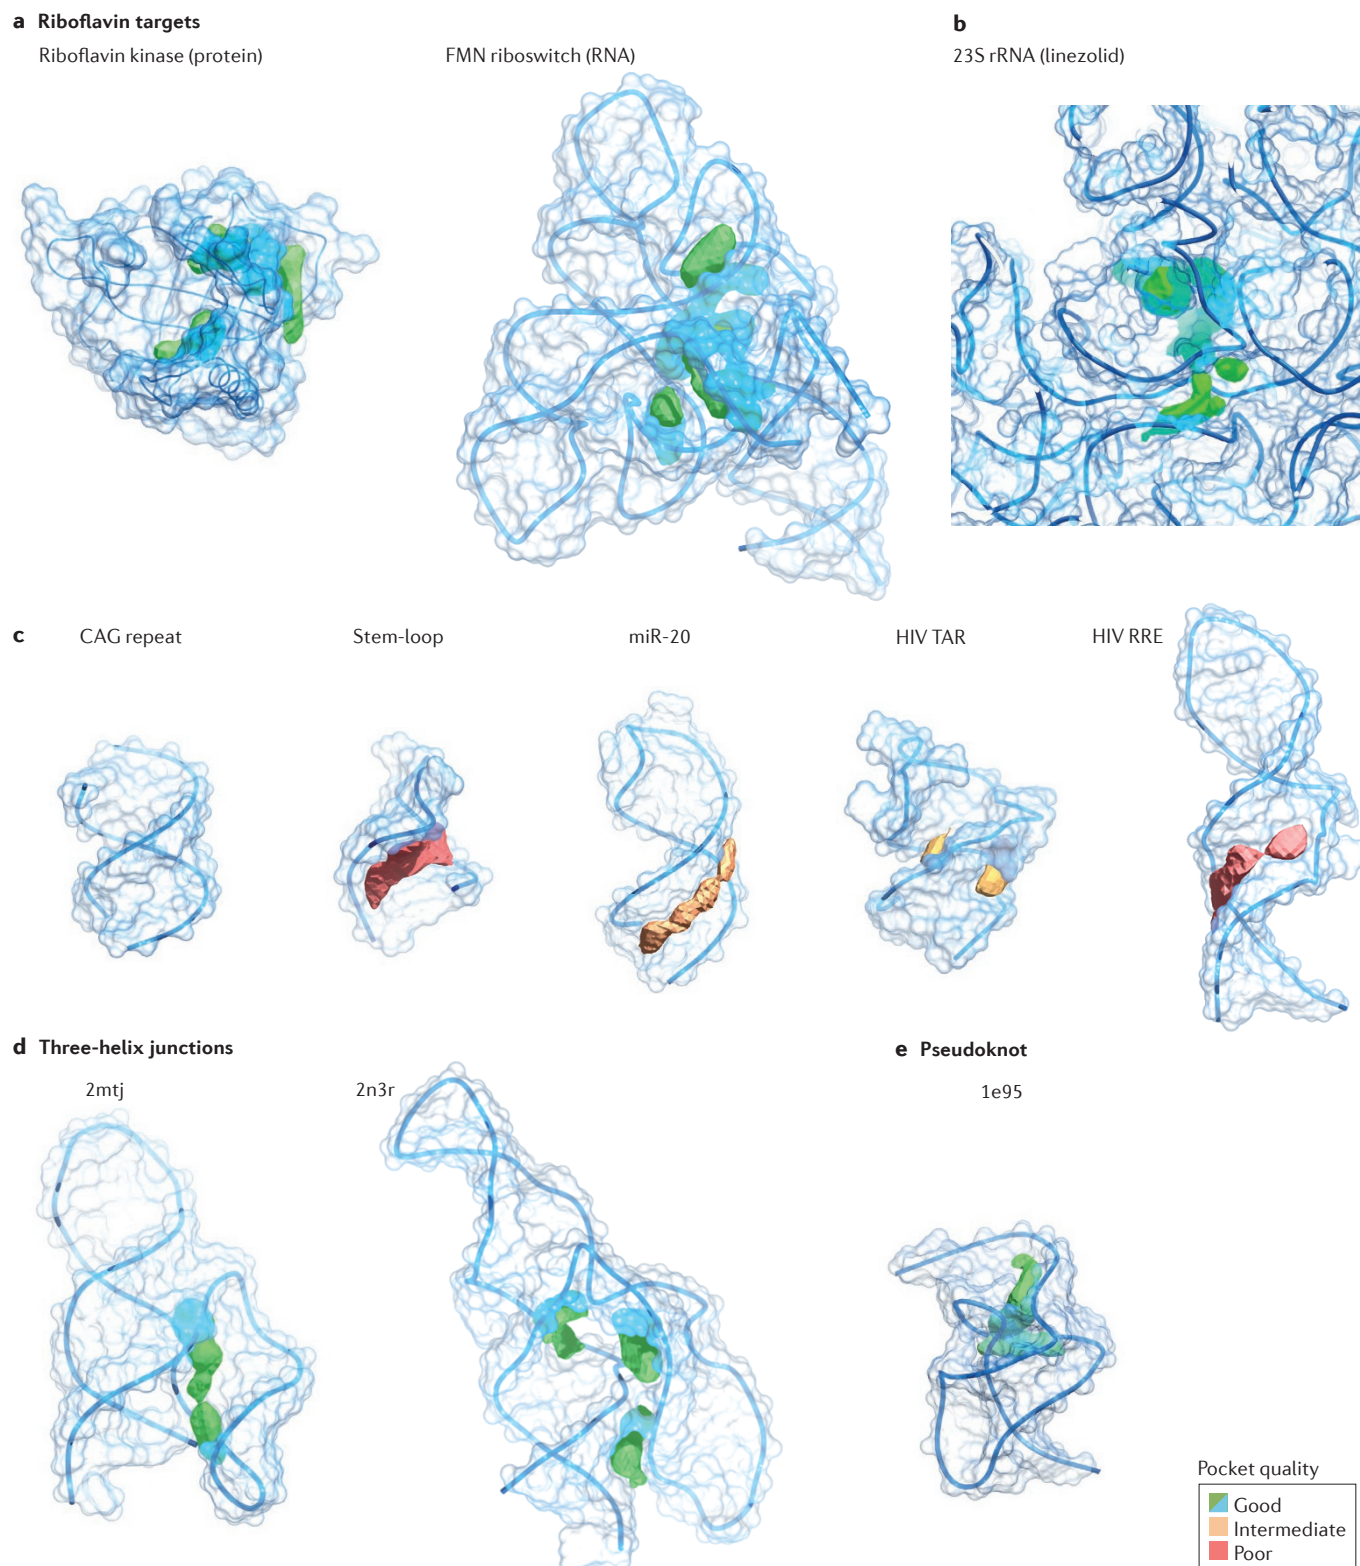 a Riboflavin targets
Riboflavin kinase (protein)
FMN riboswitch (RNA)
b
23S rRNA (linezolid)
c
CAG repeat
Stem-loop
miR-20
HIV TAR
HIV RRE
d Three-helix junctions
2mtj
2n3r
e Pseudoknot
1e95
Pocket quality
Good
Intermediate
Poor